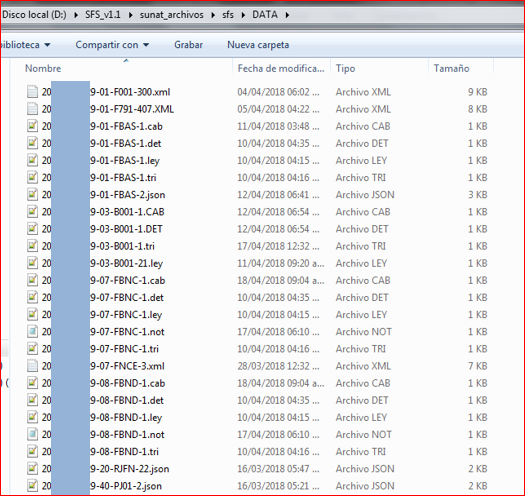 Disco local (D:) ▸ SFS_v1.1 ▸ sunat_archivos ▸ sfs ▸ DATA ▸
biblioteca ▾ Compartir con ▾ Grabar Nueva carpeta
Nombre Fecha de modifica... Tipo Tamaño
20 9-01-F001-300.xml 04/04/2018 06:02 ... Archivo XML 9 KB
20 9-01-F791-407.XML 05/04/2018 04:22 ... Archivo XML 8 KB
20 9-01-FBAS-1.cab 11/04/2018 03:48 ... Archivo CAB 1 KB
20 9-01-FBAS-1.det 10/04/2018 04:35 ... Archivo DET 1 KB
20 9-01-FBAS-1.ley 10/04/2018 04:15 ... Archivo LEY 1 KB
20 9-01-FBAS-1.tri 10/04/2018 04:16 ... Archivo TRI 1 KB
20 9-01-FBAS-2.json 12/04/2018 06:41 ... Archivo JSON 3 KB
20 9-03-B001-1.CAB 12/04/2018 06:54 ... Archivo CAB 1 KB
20 9-03-B001-1.DET 12/04/2018 06:54 ... Archivo DET 1 KB
20 9-03-B001-1.tri 17/04/2018 12:32 ... Archivo TRI 1 KB
20 9-03-B001-21.ley 11/04/2018 09:20 a... Archivo LEY 1 KB
20 9-07-FBNC-1.cab 18/04/2018 09:04 a... Archivo CAB 1 KB
20 9-07-FBNC-1.det 10/04/2018 04:35 ... Archivo DET 1 KB
20 9-07-FBNC-1.ley 10/04/2018 04:15 ... Archivo LEY 1 KB
20 9-07-FBNC-1.not 17/04/2018 06:10 ... Archivo NOT 1 KB
20 9-07-FBNC-1.tri 10/04/2018 04:16 ... Archivo TRI 1 KB
20 9-07-FNCE-3.xml 28/03/2018 12:32 ... Archivo XML 7 KB
20 9-08-FBND-1.cab 18/04/2018 09:04 a... Archivo CAB 1 KB
20 9-08-FBND-1.det 10/04/2018 04:35 ... Archivo DET 1 KB
20 9-08-FBND-1.ley 10/04/2018 04:15 ... Archivo LEY 1 KB
20 9-08-FBND-1.not 17/04/2018 06:10 ... Archivo NOT 1 KB
20 9-08-FBND-1.tri 10/04/2018 04:16 ... Archivo TRI 1 KB
20 9-20-RJFN-22.json 16/03/2018 05:47 ... Archivo JSON 2 KB
20 9-40-PJ01-2.json 16/03/2018 05:21 ... Archivo JSON 2 KB